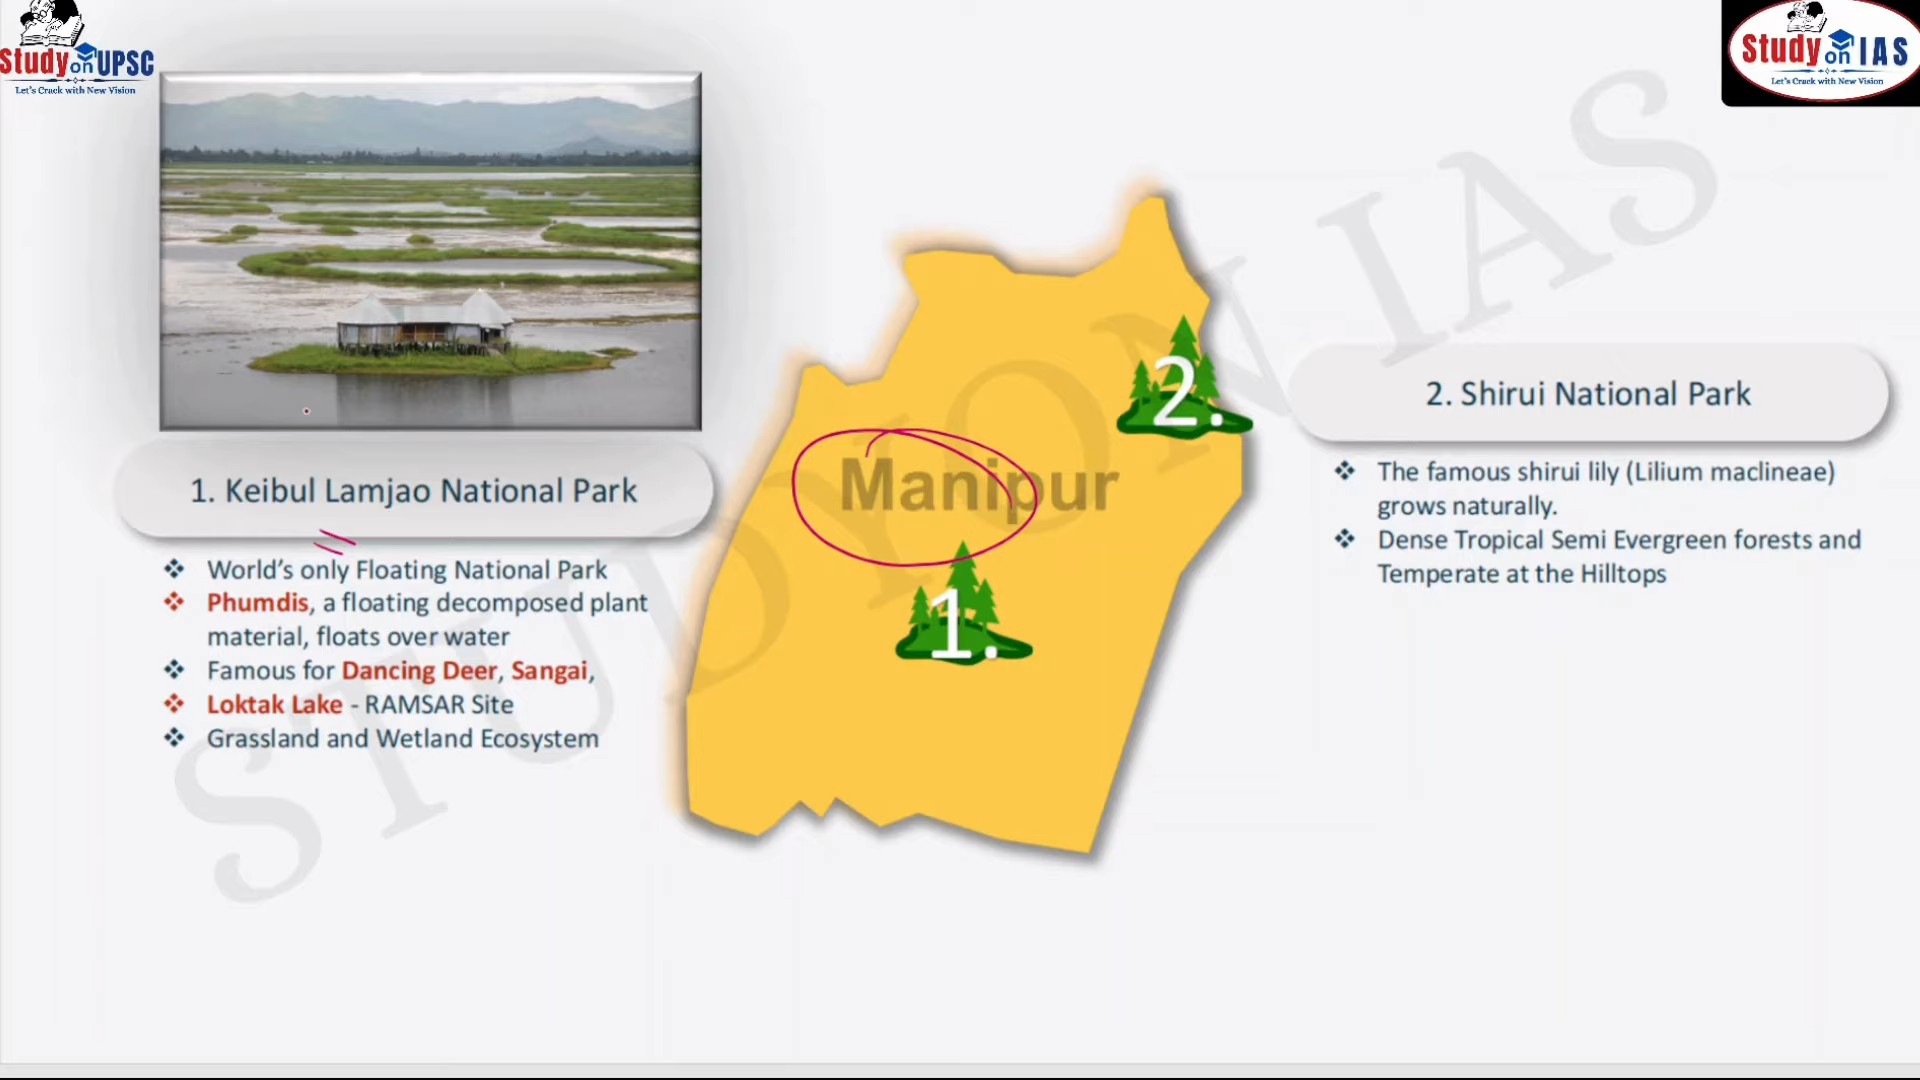 Study on UPSC
Let's Crack with New Vision
Study on IAS
Let's Crack with New Vision
1. Keibul Lamjao National Park
❖ World's only Floating National Park
❖ Phumdis, a floating decomposed plant
material, floats over water
❖ Famous for Dancing Deer, Sangai,
❖ Loktak Lake - RAMSAR Site
❖ Grassland and Wetland Ecosystem
Manipur
1.
2.
2. Shirui National Park
❖ The famous shirui lily (Lilium maclineae)
grows naturally.
❖ Dense Tropical Semi Evergreen forests and
Temperate at the Hilltops
STUDY ON IAS